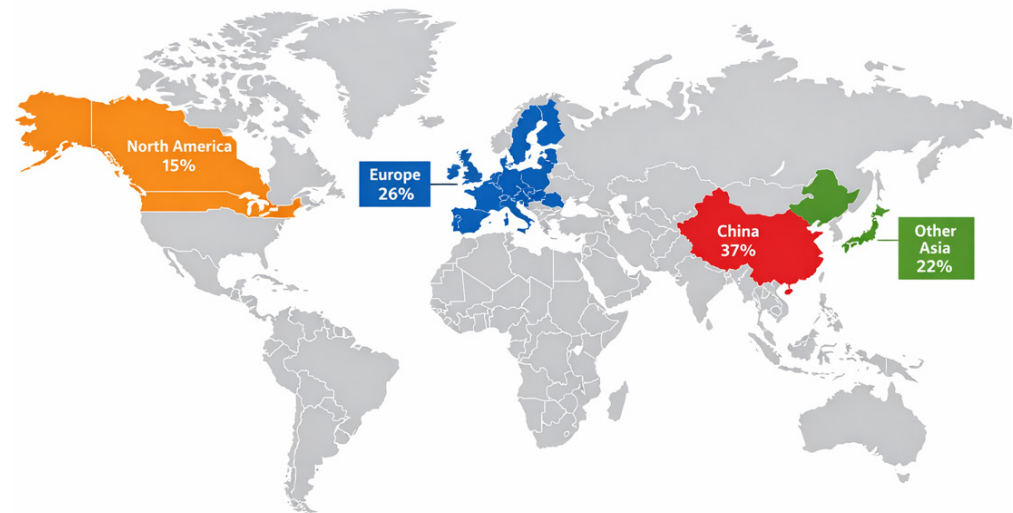 North America
15%
Europe
26%
China
37%
Other
Asia
22%